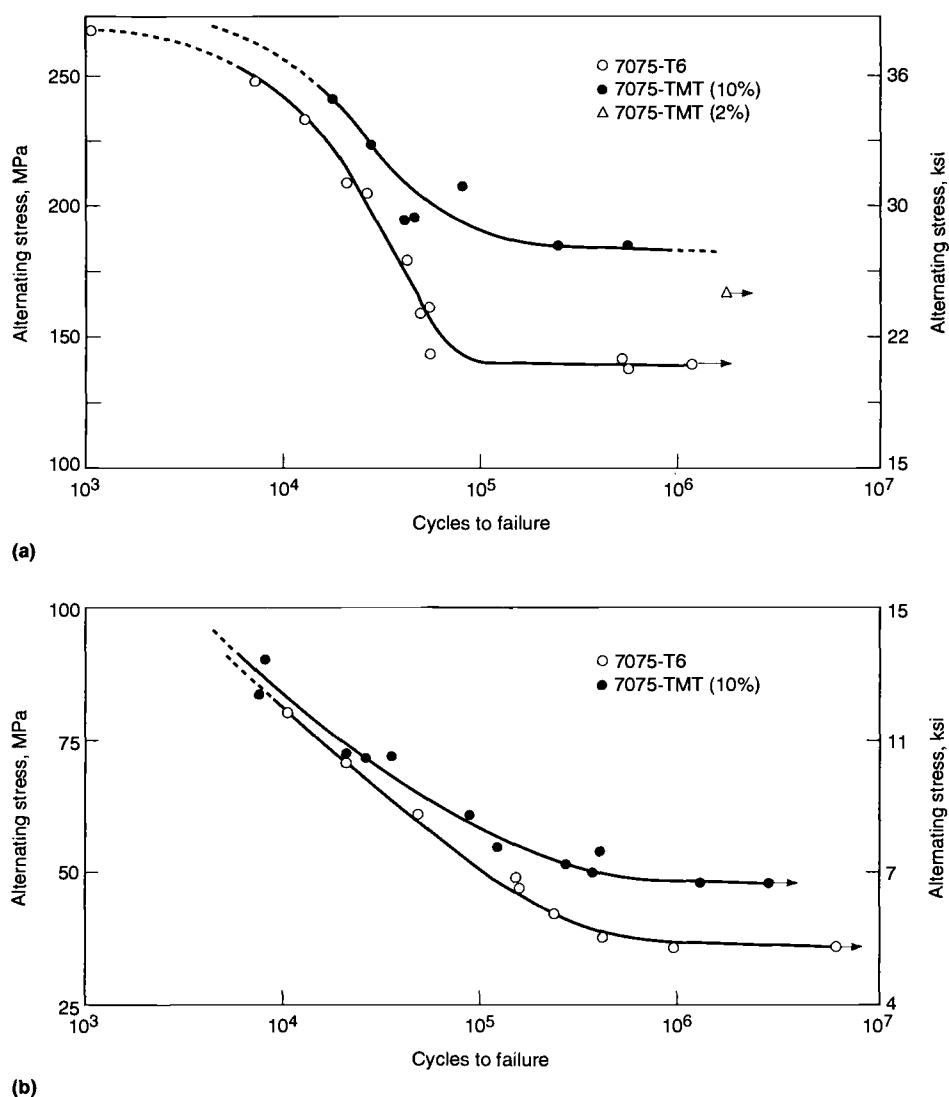 Alternating stress, MPa
250
200
150
100
○ 7075-T6
● 7075-TMT (10%)
△ 7075-TMT (2%)
36
30
22
15
Alternating stress, ksi
10³
10⁴
10⁵
10⁶
10⁷
Cycles to failure
(a)
Alternating stress, MPa
100
75
50
25
○ 7075-T6
● 7075-TMT (10%)
15
11
7
4
Alternating stress, ksi
10³
10⁴
10⁵
10⁶
10⁷
Cycles to failure
(b)